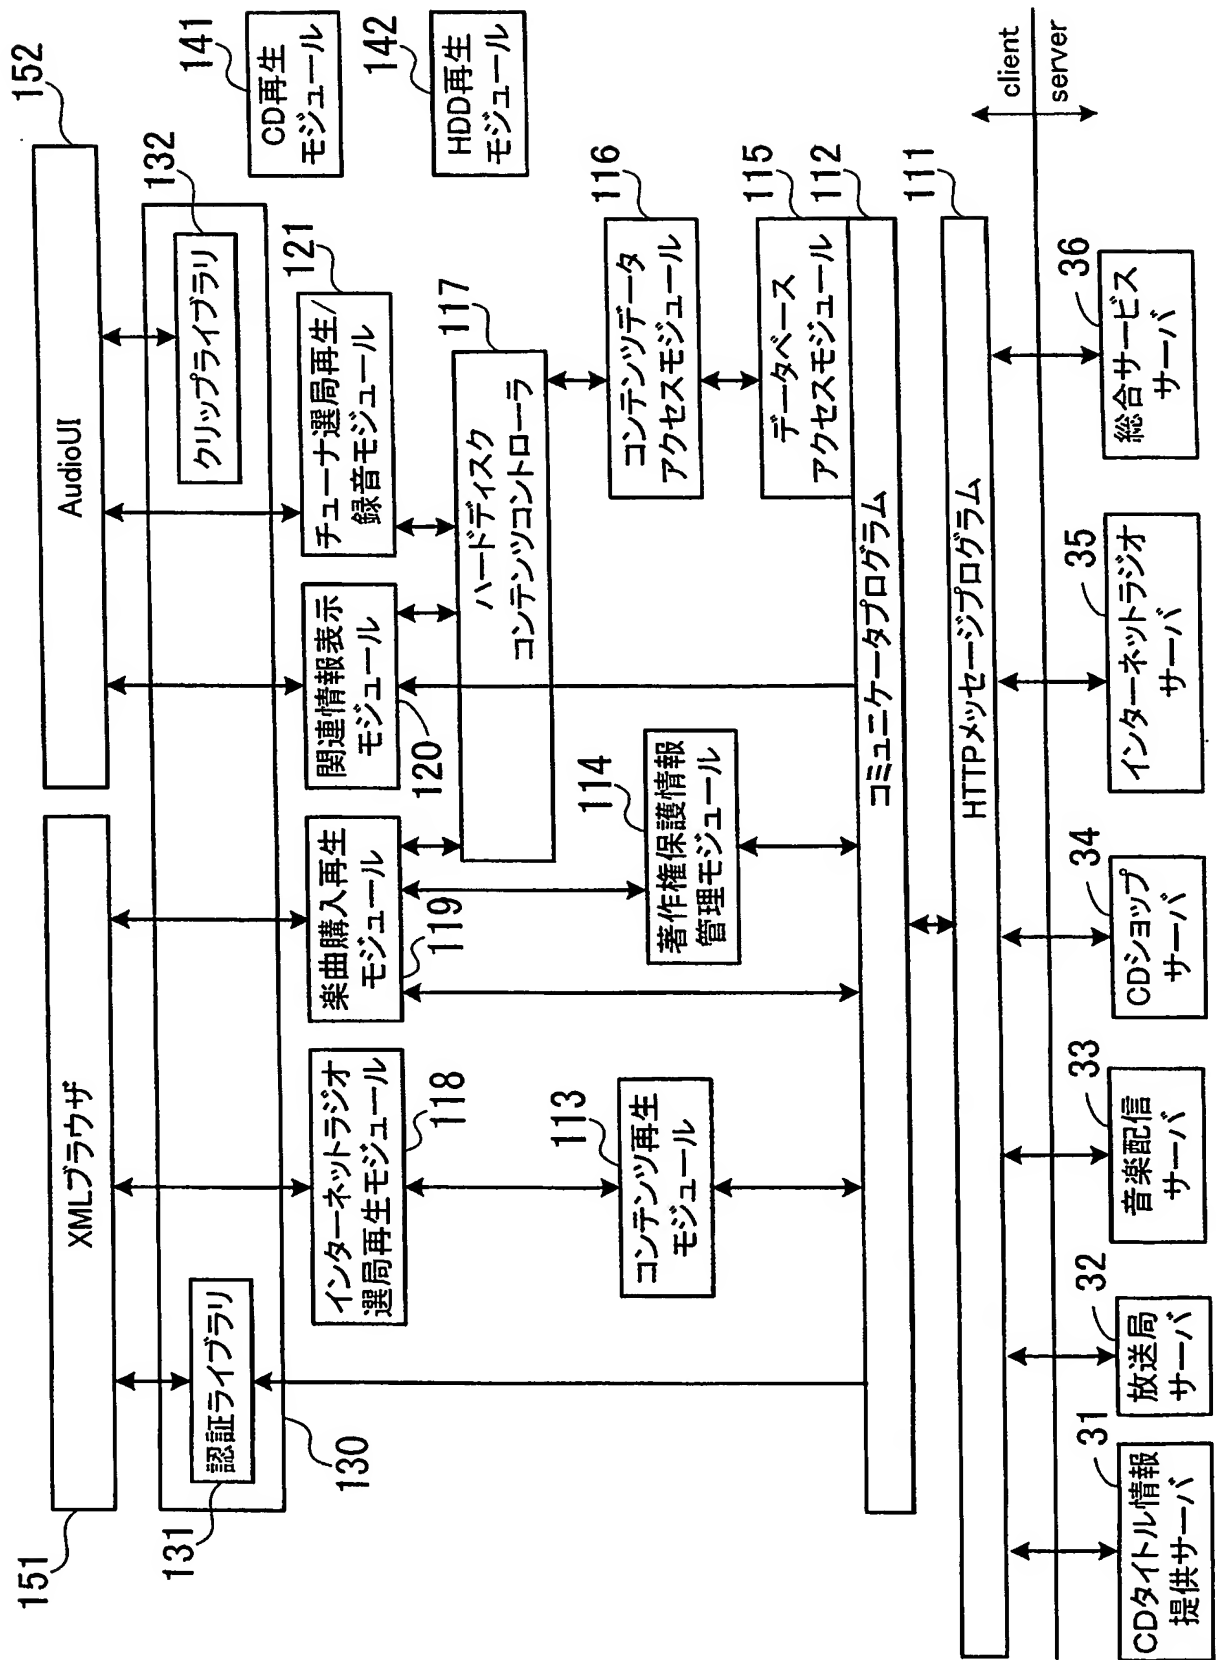 151
XMLブラウザ
152
AudioUI
131
認証ライブラリ
130
132
クリップライブラリ
141
CD再生
モジュール
142
HDD再生
モジュール
インターネットラジオ
選局再生モジュール
118
楽曲購入再生
モジュール
119
関連情報表示
モジュール
120
チューナ選局再生/
録音モジュール
121
ハードディスク
コンテンツコントローラ
117
コンテンツ再生
モジュール
113
著作権保護情報
管理モジュール
114
コンテンツデータ
アクセスモジュール
116
データベース
アクセスモジュール
115
コミュニケータプログラム
112
HTTPメッセージプログラム
111
client
server
CDタイトル情報
提供サーバ
31
放送局
サーバ
32
音楽配信
サーバ
33
CDショップ
サーバ
34
インターネットラジオ
サーバ
35
総合サービス
サーバ
36